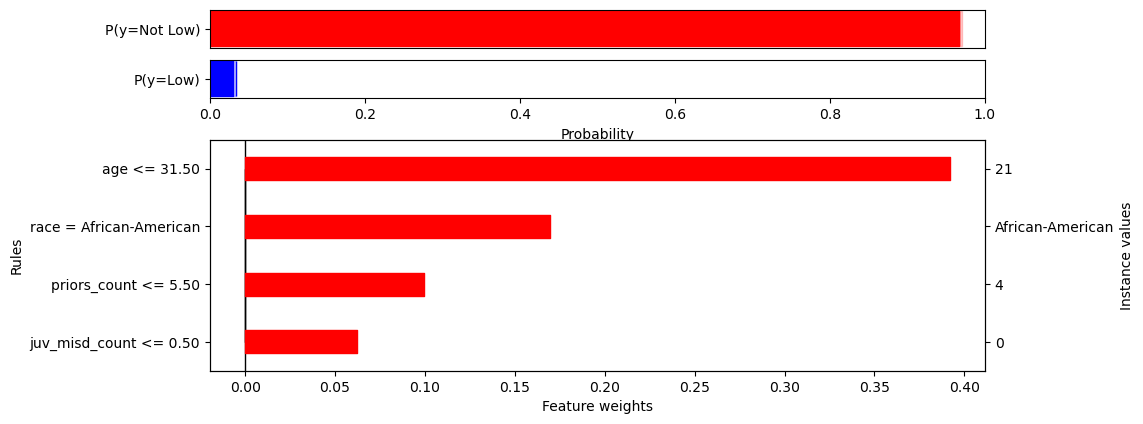 P(y=Not Low)
P(y=Low)
0.0 0.2 0.4 0.6 0.8 1.0
Probability
age <= 31.50 21
race = African-American African-American
priors_count <= 5.50 4
juv_misd_count <= 0.50 0
Rules
Instance values
0.00 0.05 0.10 0.15 0.20 0.25 0.30 0.35 0.40
Feature weights